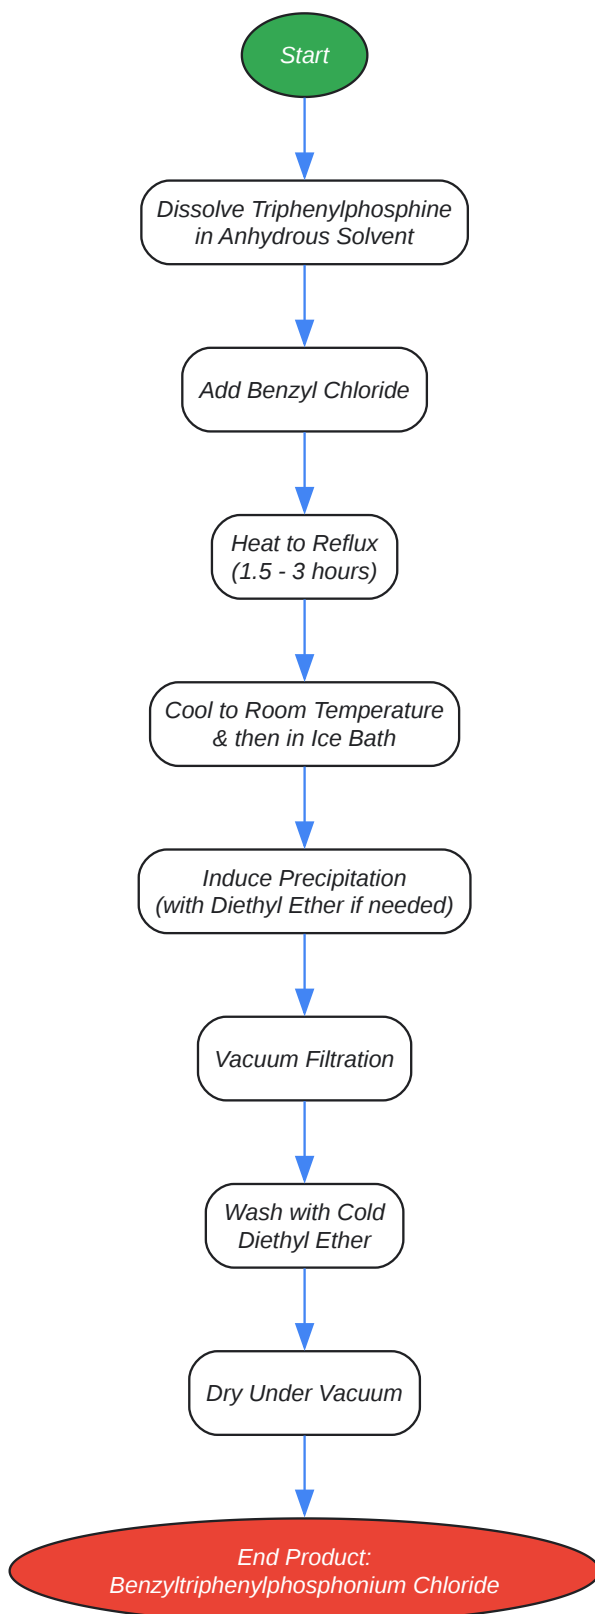 Start
Dissolve Triphenylphosphine
in Anhydrous Solvent
Add Benzyl Chloride
Heat to Reflux
(1.5 - 3 hours)
Cool to Room Temperature
& then in Ice Bath
Induce Precipitation
(with Diethyl Ether if needed)
Vacuum Filtration
Wash with Cold
Diethyl Ether
Dry Under Vacuum
End Product:
Benzyltriphenylphosphonium Chloride